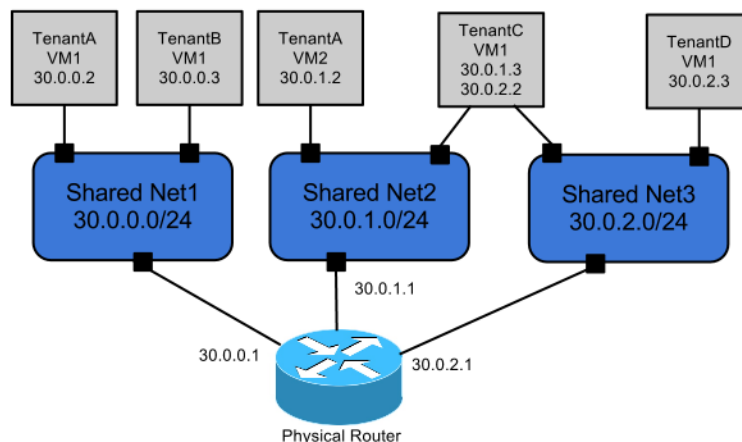 TenantA
VM1
30.0.0.2
TenantB
VM1
30.0.0.3
TenantA
VM2
30.0.1.2
TenantC
VM1
30.0.1.3
30.0.2.2
TenantD
VM1
30.0.2.3
Shared Net1
30.0.0.0/24
Shared Net2
30.0.1.0/24
Shared Net3
30.0.2.0/24
30.0.1.1
30.0.0.1
30.0.2.1
Physical Router